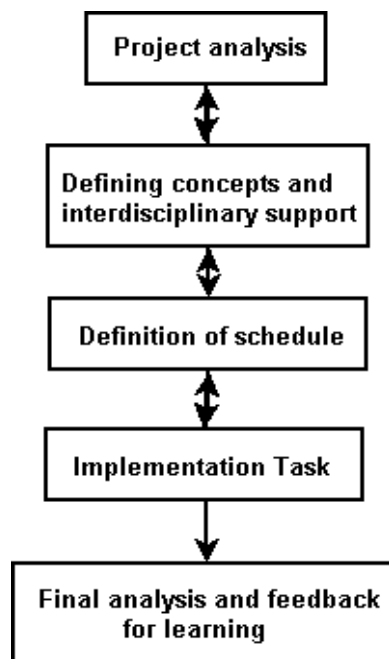 Project analysis
Defining concepts and
interdisciplinary support
Definition of schedule
Implementation Task
Final analysis and feedback
for learning